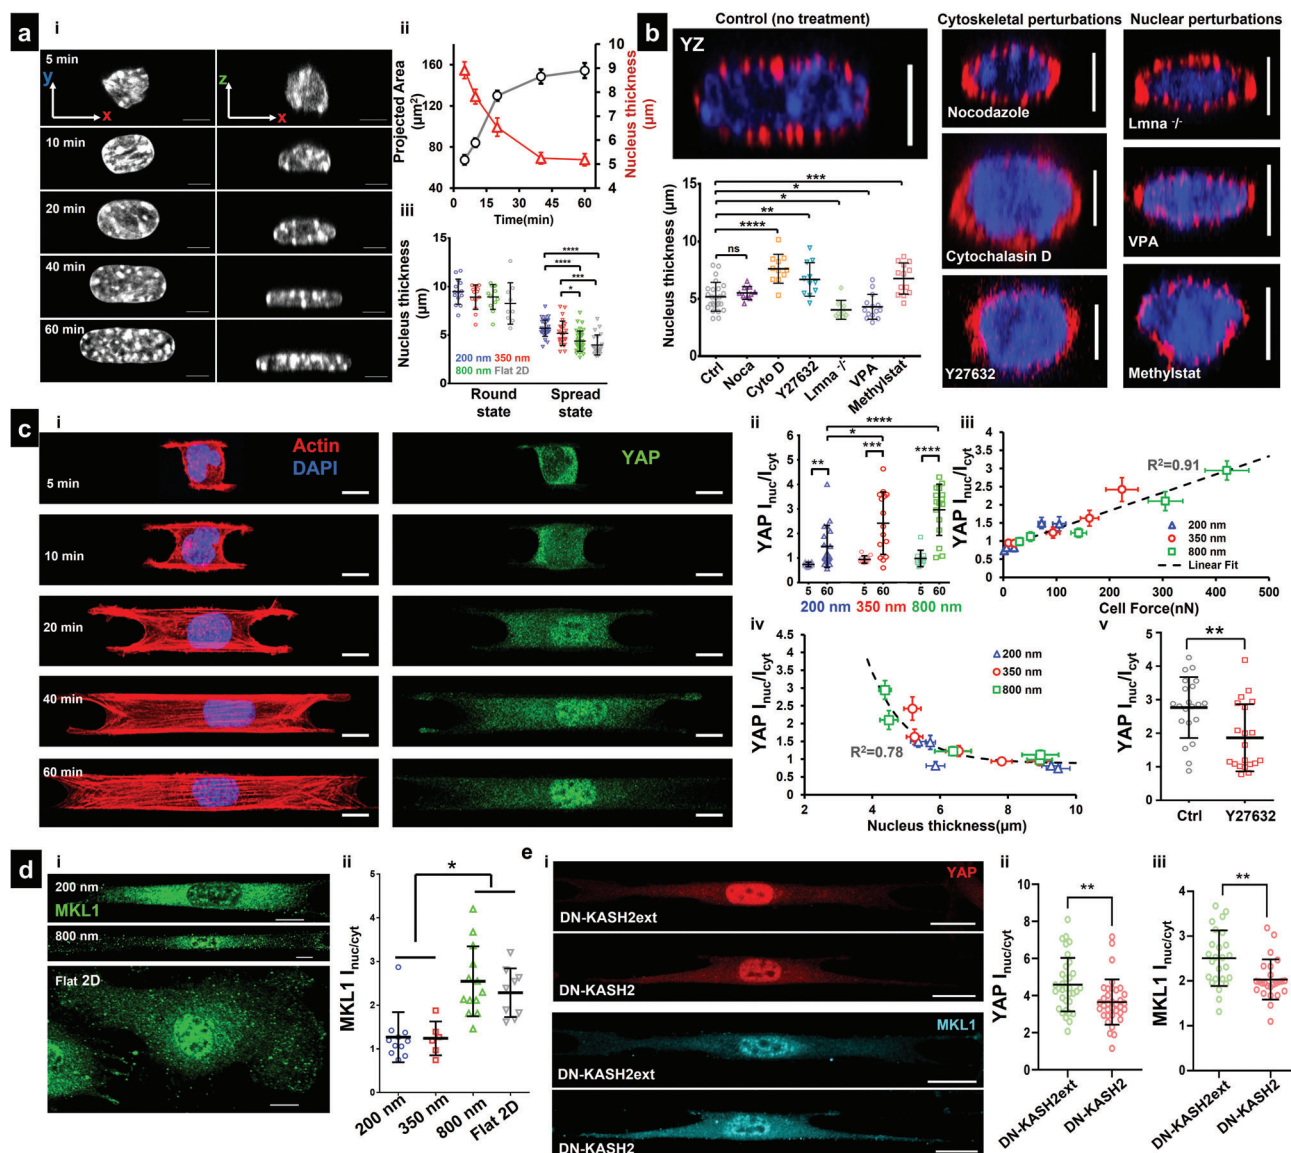 a
i
5 min
y
x
z
x
10 min
20 min
40 min
60 min
ii
Projected Area
(µm²)
160
120
80
40
10
9
8
7
6
5
4
Nucleus thickness
(µm)
0 15 30 45 60
Time(min)
iii
Nucleus thickness
(µm)
15
10
5
0
****
****
***
*
200 nm 350 nm
800 nm Flat 2D
Round
state
Spread
state
b
Control (no treatment)
YZ
Cytoskeletal perturbations
Nuclear perturbations
Nocodazole
Lmna -/-
Cytochalasin D
VPA
Y27632
Methylstat
Nucleus thickness (µm)
15
10
5
0
***
*
*
**
****
ns
Ctrl
Noca
Cyto D
Y27632
Lmna -/-
VPA
Methylstat
c
i
Actin
DAPI
YAP
5 min
10 min
20 min
40 min
60 min
ii
YAP Inuc/Icyt
6
5
4
3
2
1
0
****
*
**
***
****
5 60 5 60 5 60
200 nm 350 nm 800 nm
iii
YAP Inuc/Icyt
4
3.5
3
2.5
2
1.5
1
0.5
0
R²=0.91
200 nm
350 nm
800 nm
Linear Fit
0 100 200 300 400 500
Cell Force(nN)
iv
YAP Inuc/Icyt
4.5
4
3.5
3
2.5
2
1.5
1
0.5
0
200 nm
350 nm
800 nm
R²=0.78
2 4 6 8 10
Nucleus thickness(µm)
v
YAP Inuc/Icyt
5
4
3
2
1
0
**
Ctrl
Y27632
d
i
200 nm
MKL1
800 nm
Flat 2D
ii
MKL1 Inuc/cyt
5
4
3
2
1
0
*
200 nm
350 nm
800 nm
Flat 2D
e
i
YAP
DN-KASH2ext
DN-KASH2
MKL1
DN-KASH2ext
DN-KASH2
ii
YAP Inuc/cyt
10
8
6
4
2
0
**
DN-KASH2ext
DN-KASH2
iii
MKL1 Inuc/cyt
4
3
2
1
0
**
DN-KASH2ext
DN-KASH2